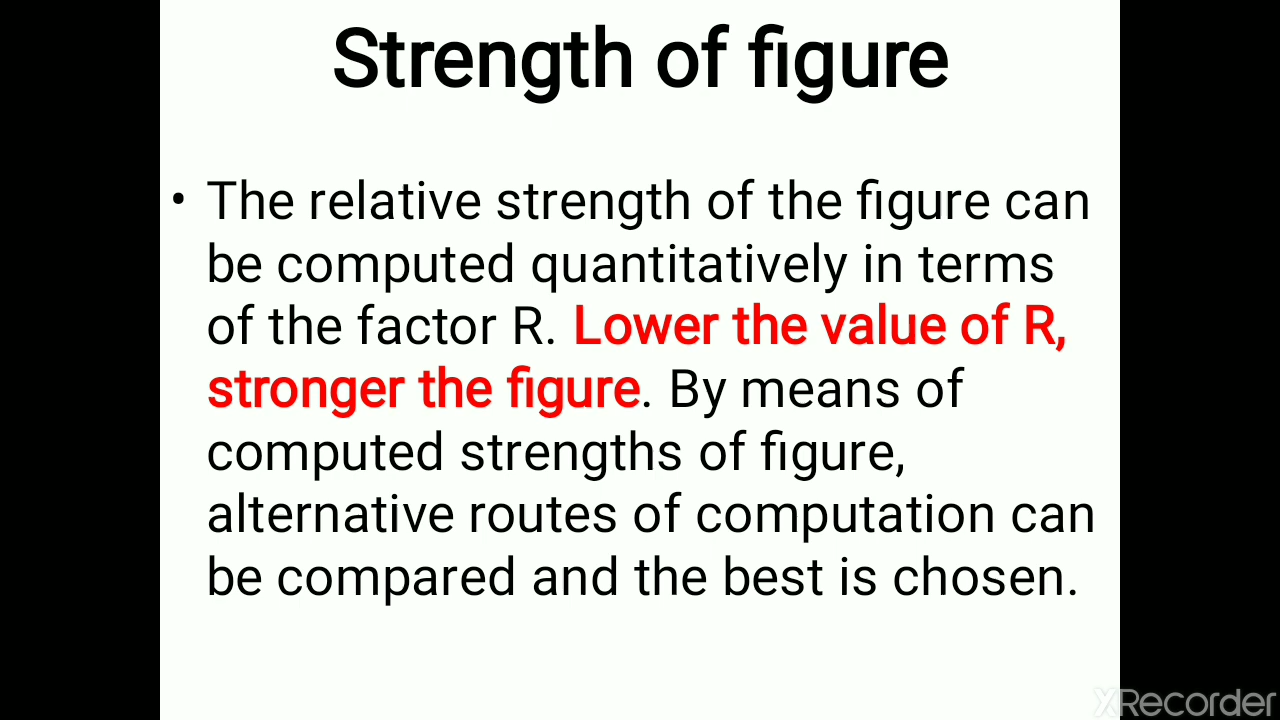 Strength of figure
• The relative strength of the figure can
be computed quantitatively in terms
of the factor R. Lower the value of R,
stronger the figure. By means of
computed strengths of figure,
alternative routes of computation can
be compared and the best is chosen.
XRecorder